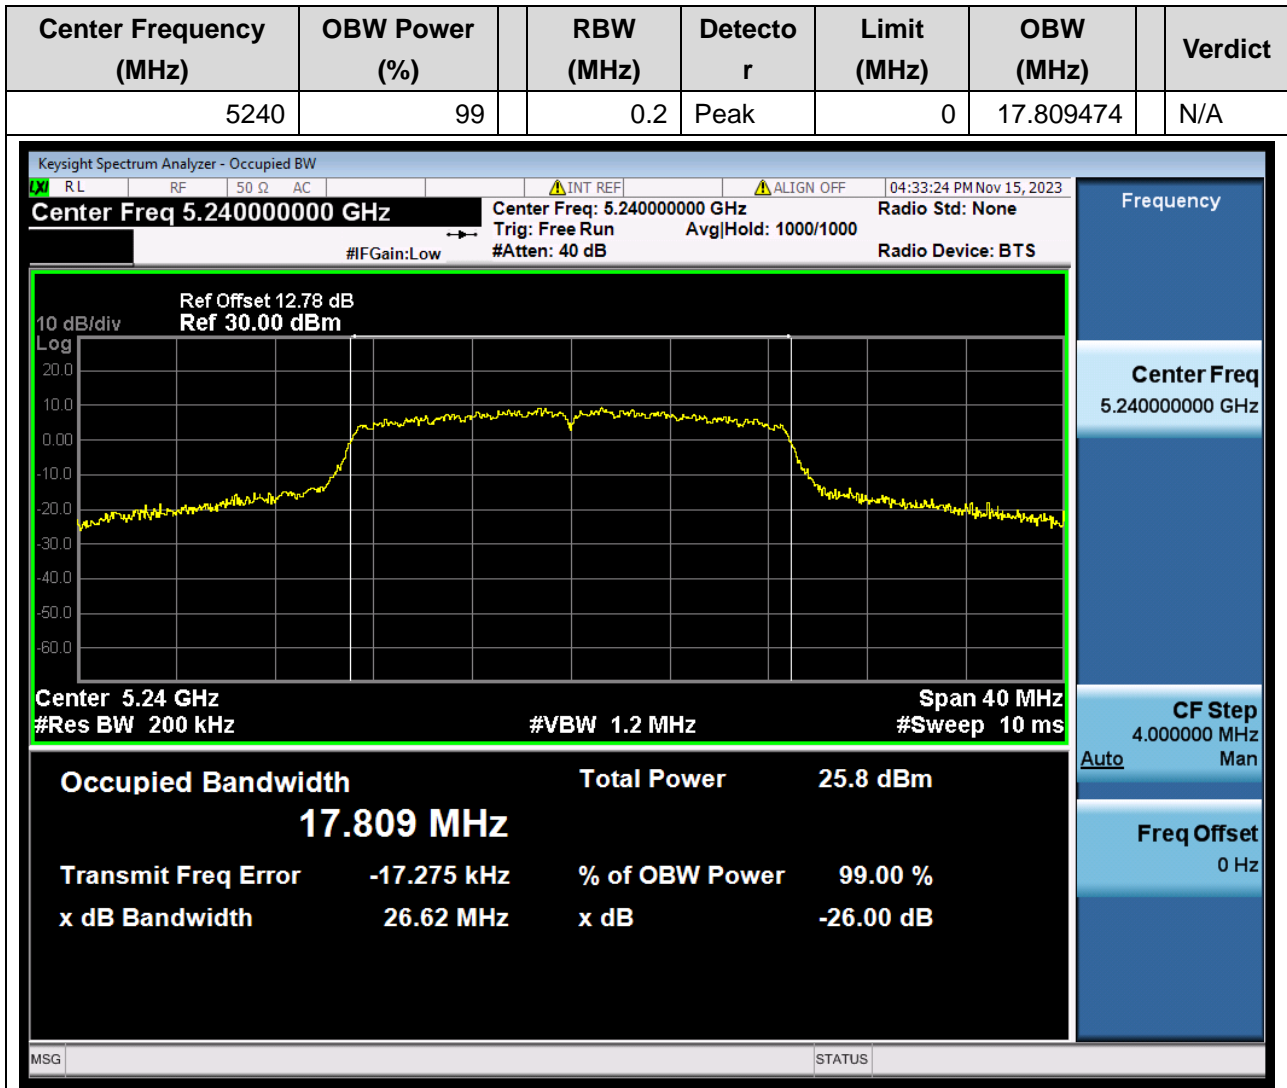 Center Frequency OBW Power RBW Detecto Limit OBW Verdict
(MHz) (%) (MHz) r (MHz) (MHz)
5240 99 0.2 Peak 0 17.809474 N/A
Keysight Spectrum Analyzer - Occupied BW
LXI RL RF 50 Ω AC INT REF ALIGN OFF 04:33:24 PM Nov 15, 2023
Center Freq 5.240000000 GHz
Center Freq: 5.240000000 GHz Radio Std: None
Trig: Free Run Avg|Hold: 1000/1000
#IFGain:Low #Atten: 40 dB Radio Device: BTS
Ref Offset 12.78 dB
10 dB/div Ref 30.00 dBm
Log
20.0
10.0
0.00
-10.0
-20.0
-30.0
-40.0
-50.0
-60.0
Center 5.24 GHz Span 40 MHz
#Res BW 200 kHz #VBW 1.2 MHz #Sweep 10 ms
Occupied Bandwidth Total Power 25.8 dBm
17.809 MHz
Transmit Freq Error -17.275 kHz % of OBW Power 99.00 %
x dB Bandwidth 26.62 MHz x dB -26.00 dB
Frequency
Center Freq
5.240000000 GHz
CF Step
4.000000 MHz
Auto Man
Freq Offset
0 Hz
MSG STATUS